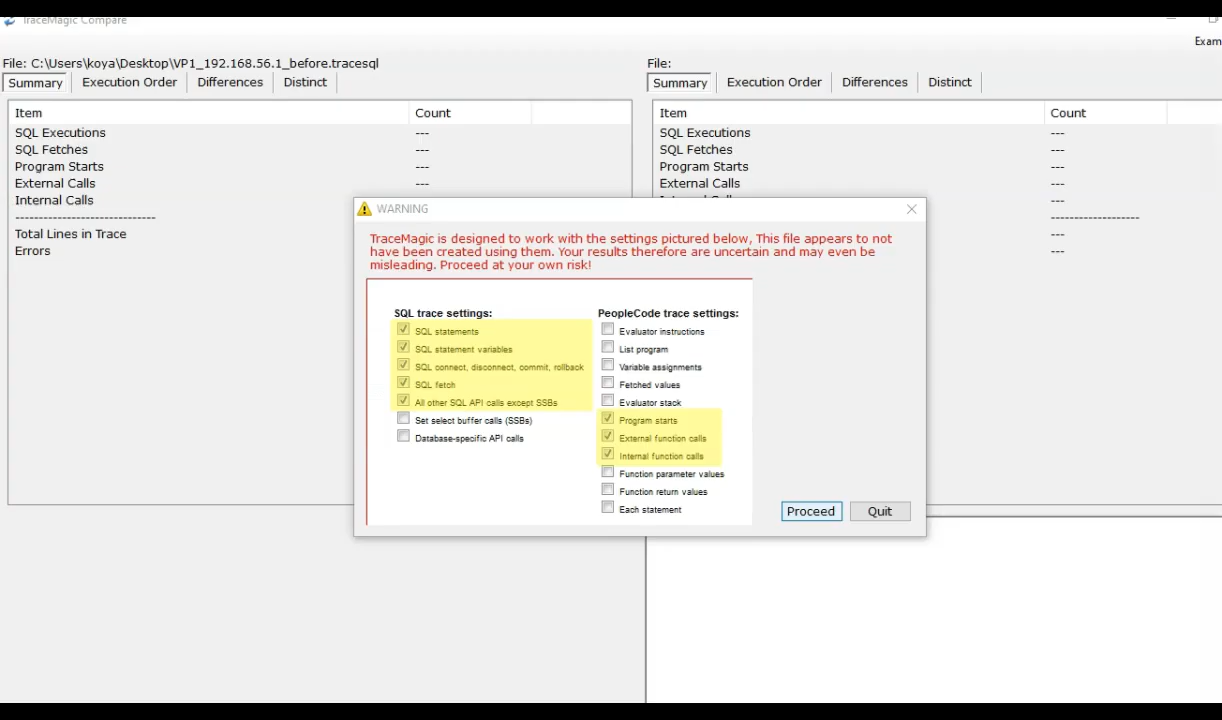 TraceMagic Compare
Exam
File: C:\Users\koya\Desktop\VP1_192.168.56.1_before.tracesql
File:
Summary Execution Order Differences Distinct
Summary Execution Order Differences Distinct
Item Count
Item Count
SQL Executions ---
SQL Executions ---
SQL Fetches ---
SQL Fetches ---
Program Starts ---
Program Starts ---
External Calls ---
External Calls ---
Internal Calls
---
------------------------------
-------------------
Total Lines in Trace
---
Errors
---
WARNING
TraceMagic is designed to work with the settings pictured below, This file appears to not
have been created using them. Your results therefore are uncertain and may even be
misleading. Proceed at your own risk!
SQL trace settings:
SQL statements
SQL statement variables
SQL connect, disconnect, commit, rollback
SQL fetch
All other SQL API calls except SSBs
Set select buffer calls (SSBs)
Database-specific API calls
PeopleCode trace settings:
Evaluator instructions
List program
Variable assignments
Fetched values
Evaluator stack
Program starts
External function calls
Internal function calls
Function parameter values
Function return values
Each statement
Proceed Quit